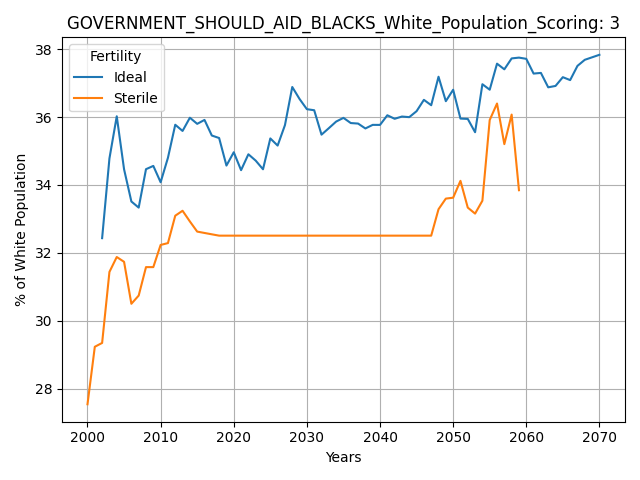 GOVERNMENT_SHOULD_AID_BLACKS_White_Population_Scoring: 3
Fertility
Ideal
Sterile
% of White Population
38
36
34
32
30
28
2000 2010 2020 2030 2040 2050 2060 2070
Years